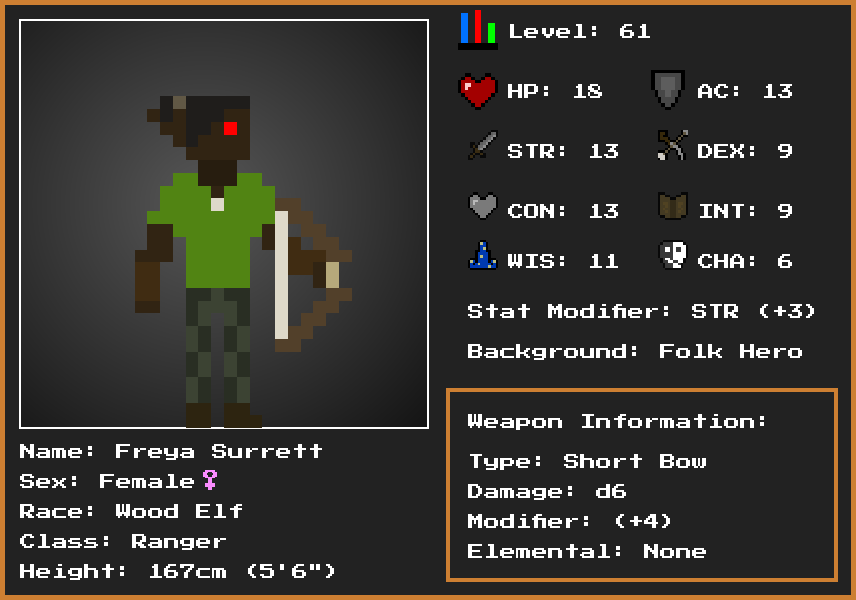 Level: 61
HP: 18
AC: 13
STR: 13
DEX: 9
CON: 13
INT: 9
WIS: 11
CHA: 6
Stat Modifier: STR (+3)
Background: Folk Hero
Weapon Information:
Type: Short Bow
Damage: d6
Modifier: (+4)
Elemental: None
Name: Freya Surrett
Sex: Female♀
Race: Wood Elf
Class: Ranger
Height: 167cm (5'6")